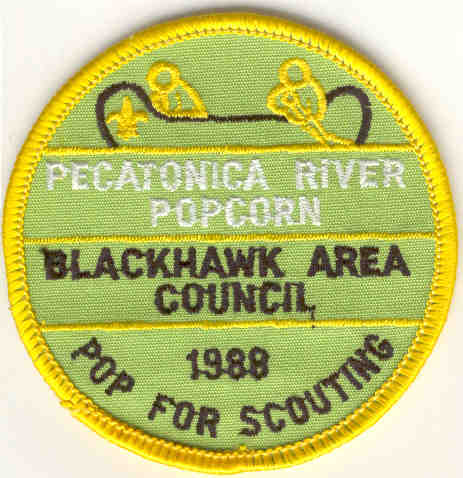 PECATONICA RIVER
POPCORN
BLACKHAWK AREA
COUNCIL
1988
POP FOR SCOUTING